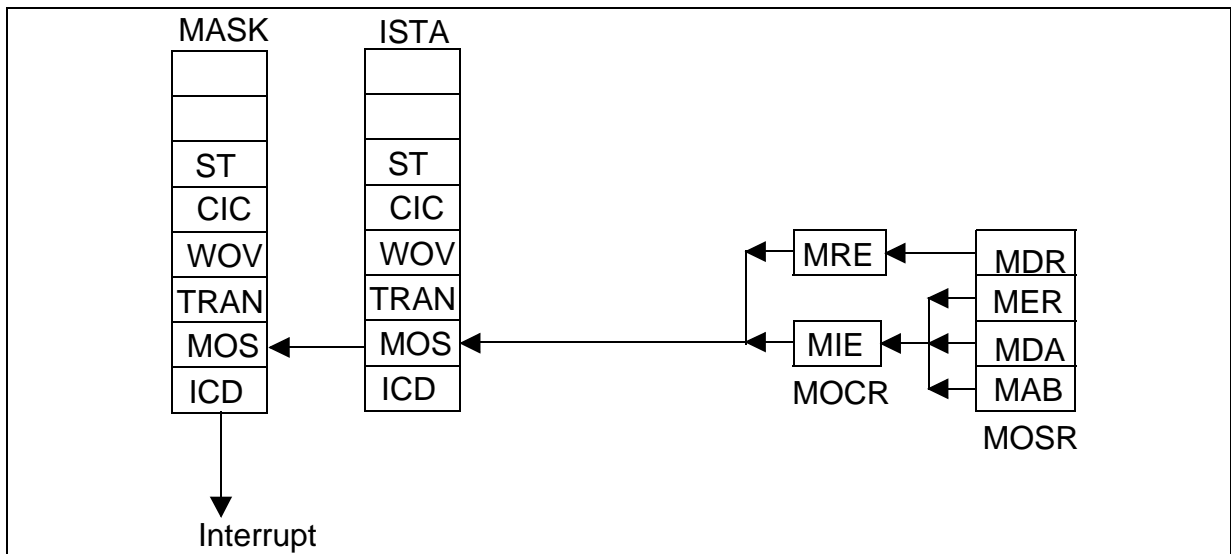 MASK
ISTA
ST
CIC
WOV
TRAN
MOS
ICD
ST
CIC
WOV
TRAN
MOS
ICD
MRE
MIE
MOCR
MDR
MER
MDA
MAB
MOSR
Interrupt